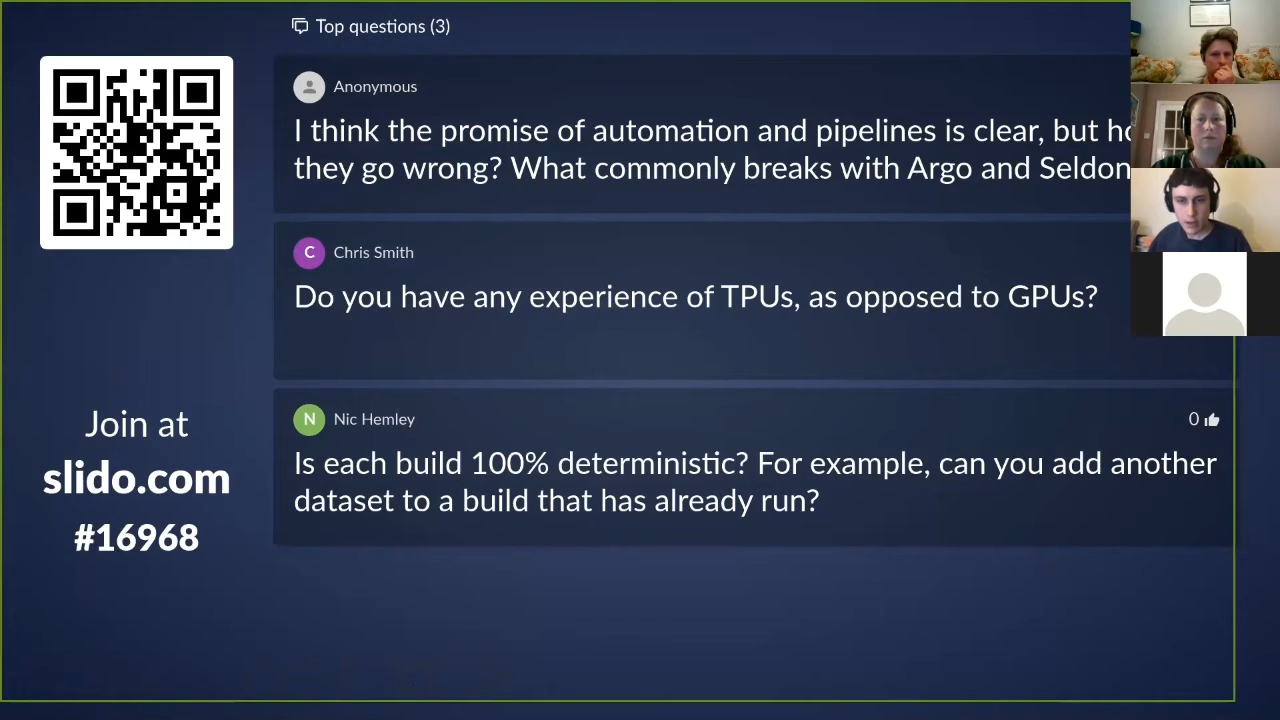 Top questions (3)
Anonymous
I think the promise of automation and pipelines is clear, but
they go wrong? What commonly breaks with Argo and Seldon
C
Chris Smith
Do you have any experience of TPUs, as opposed to GPUs?
N
Nic Hemley
0
Is each build 100% deterministic? For example, can you add another
dataset to a build that has already run?
Join at
slido.com
#16968